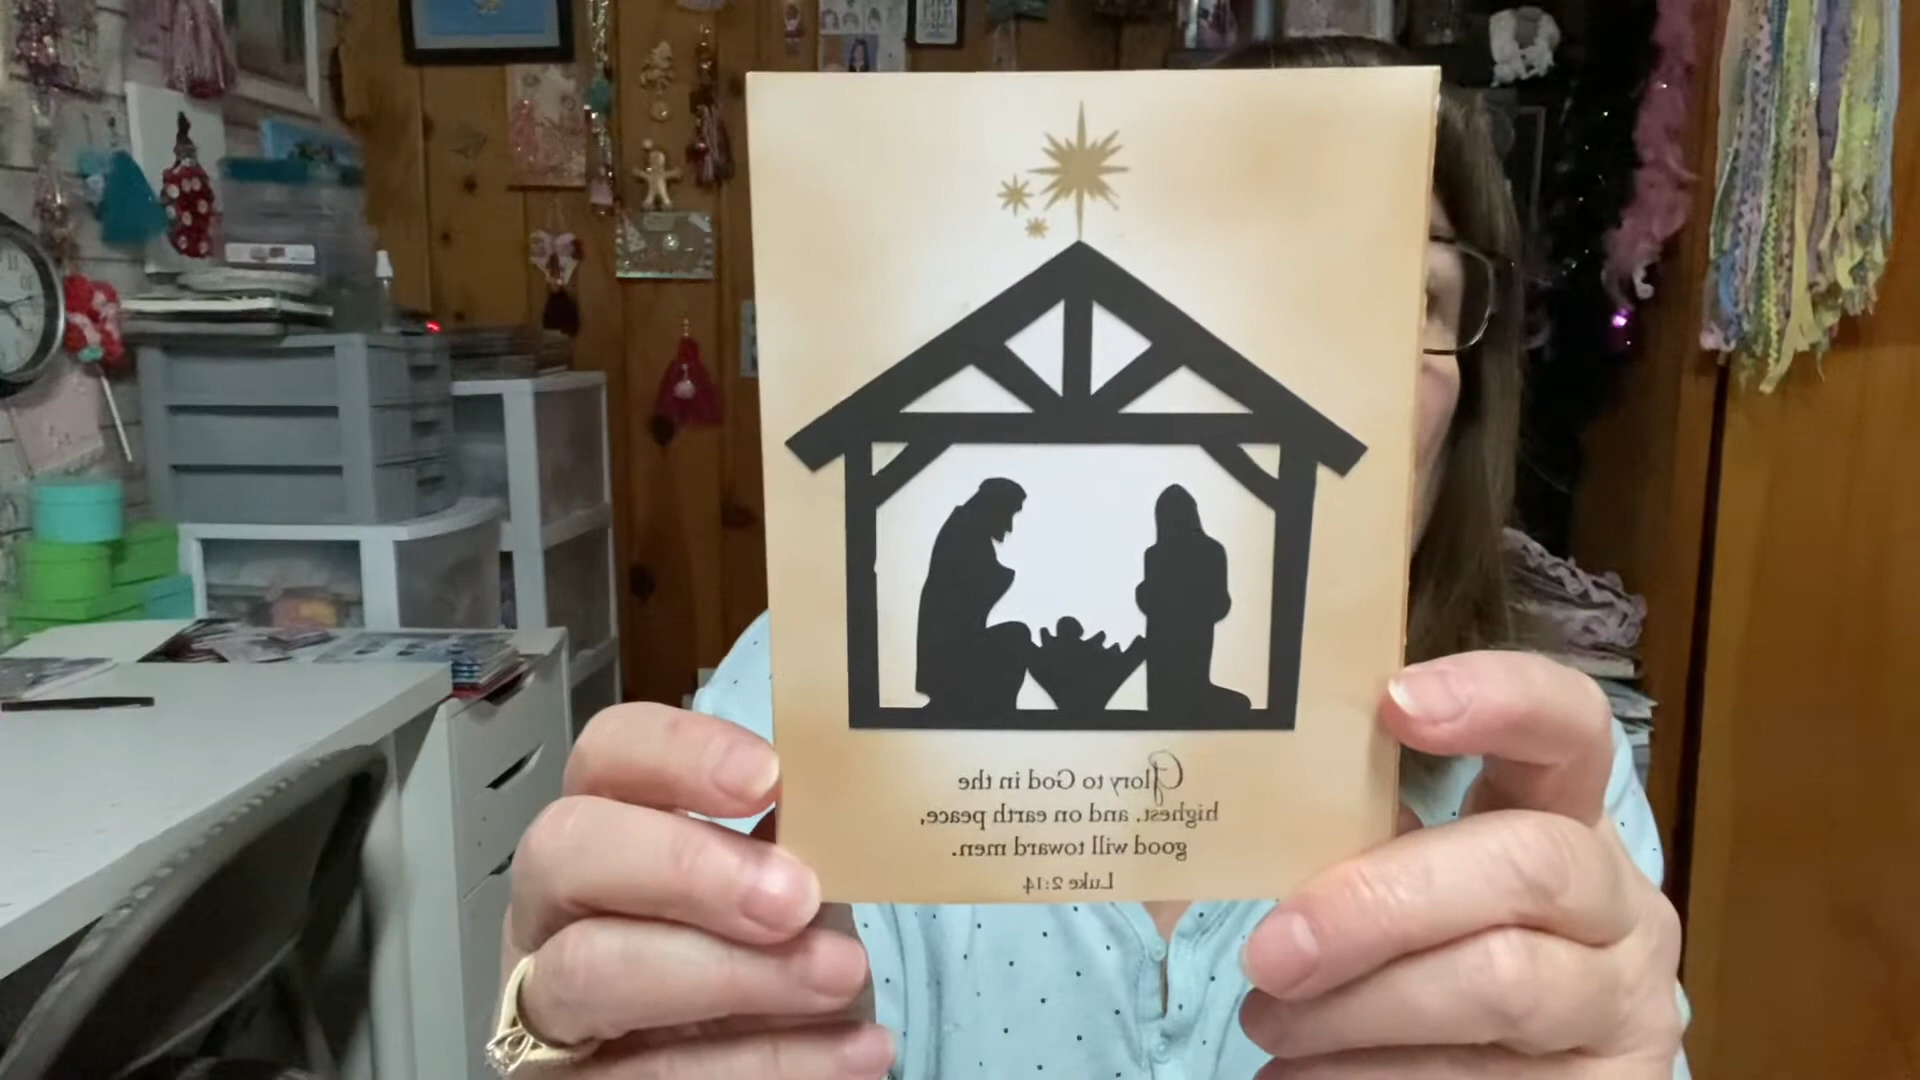 Glory to God in the
highest, and on earth peace,
good will toward men.
Luke 2:14